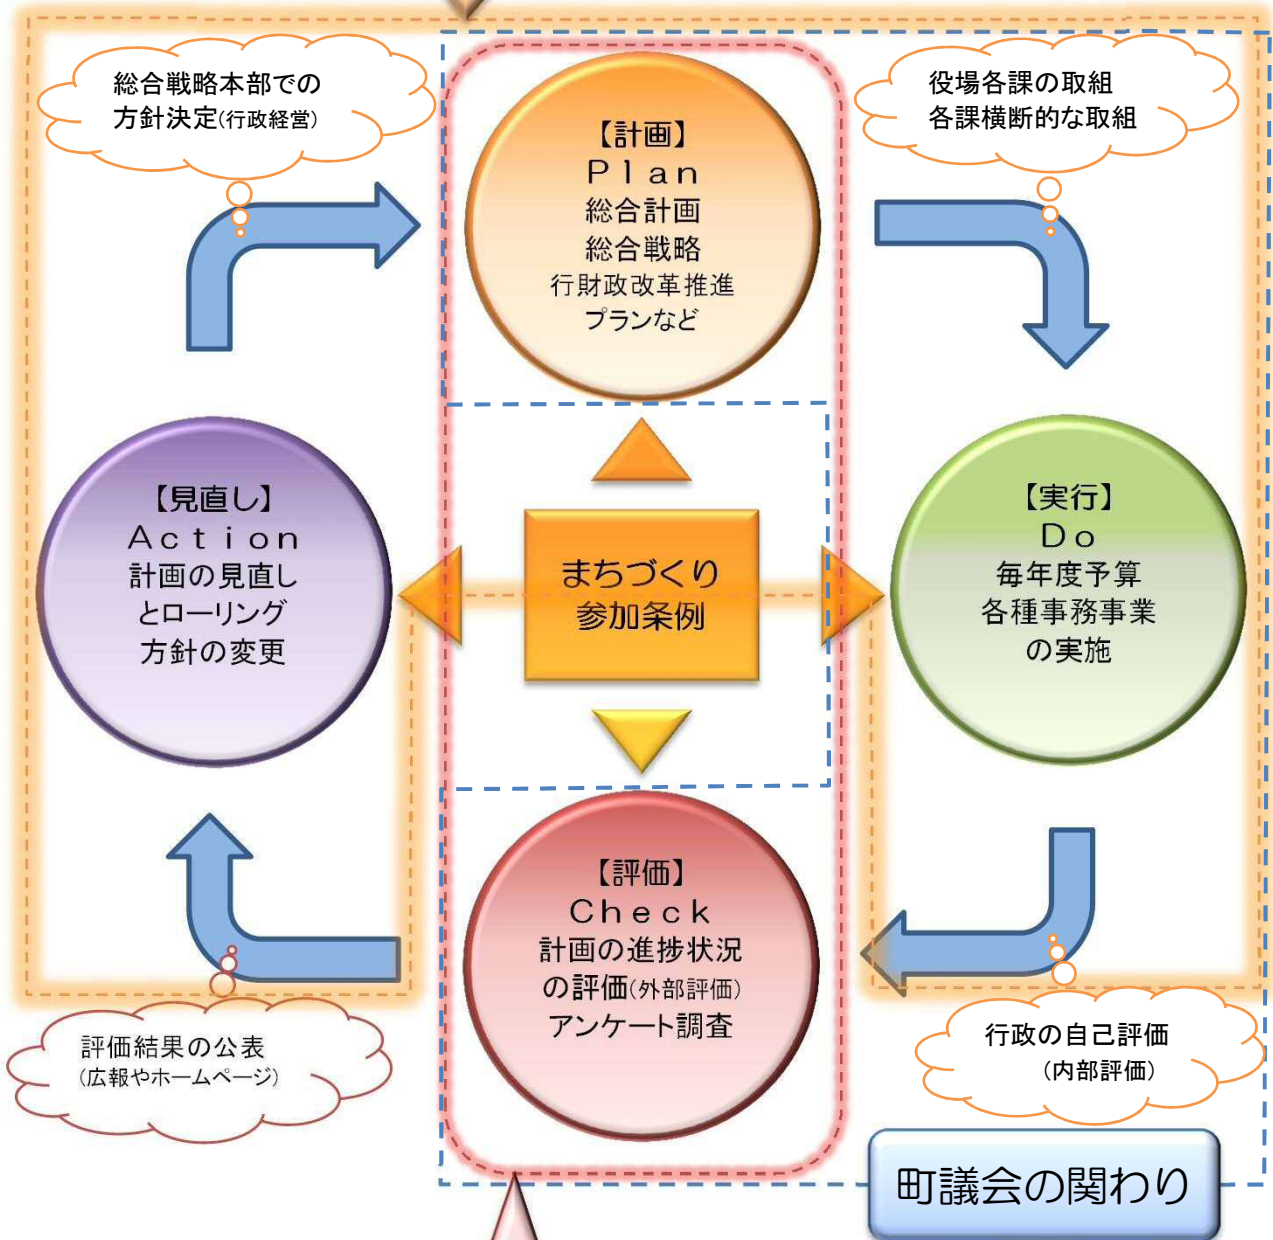 総合戦略本部での
方針決定(行政経営)
【計画】
Plan
総合計画
総合戦略
行財政改革推進
プランなど
役場各課の取組
各課横断的な取組
【見直し】
Action
計画の見直し
とローリング
方針の変更
まちづくり
参加条例
【実行】
Do
毎年度予算
各種事務事業
の実施
【評価】
Check
計画の進捗状況
の評価(外部評価)
アンケート調査
評価結果の公表
(広報やホームページ)
行政の自己評価
(内部評価)
町議会の関わり